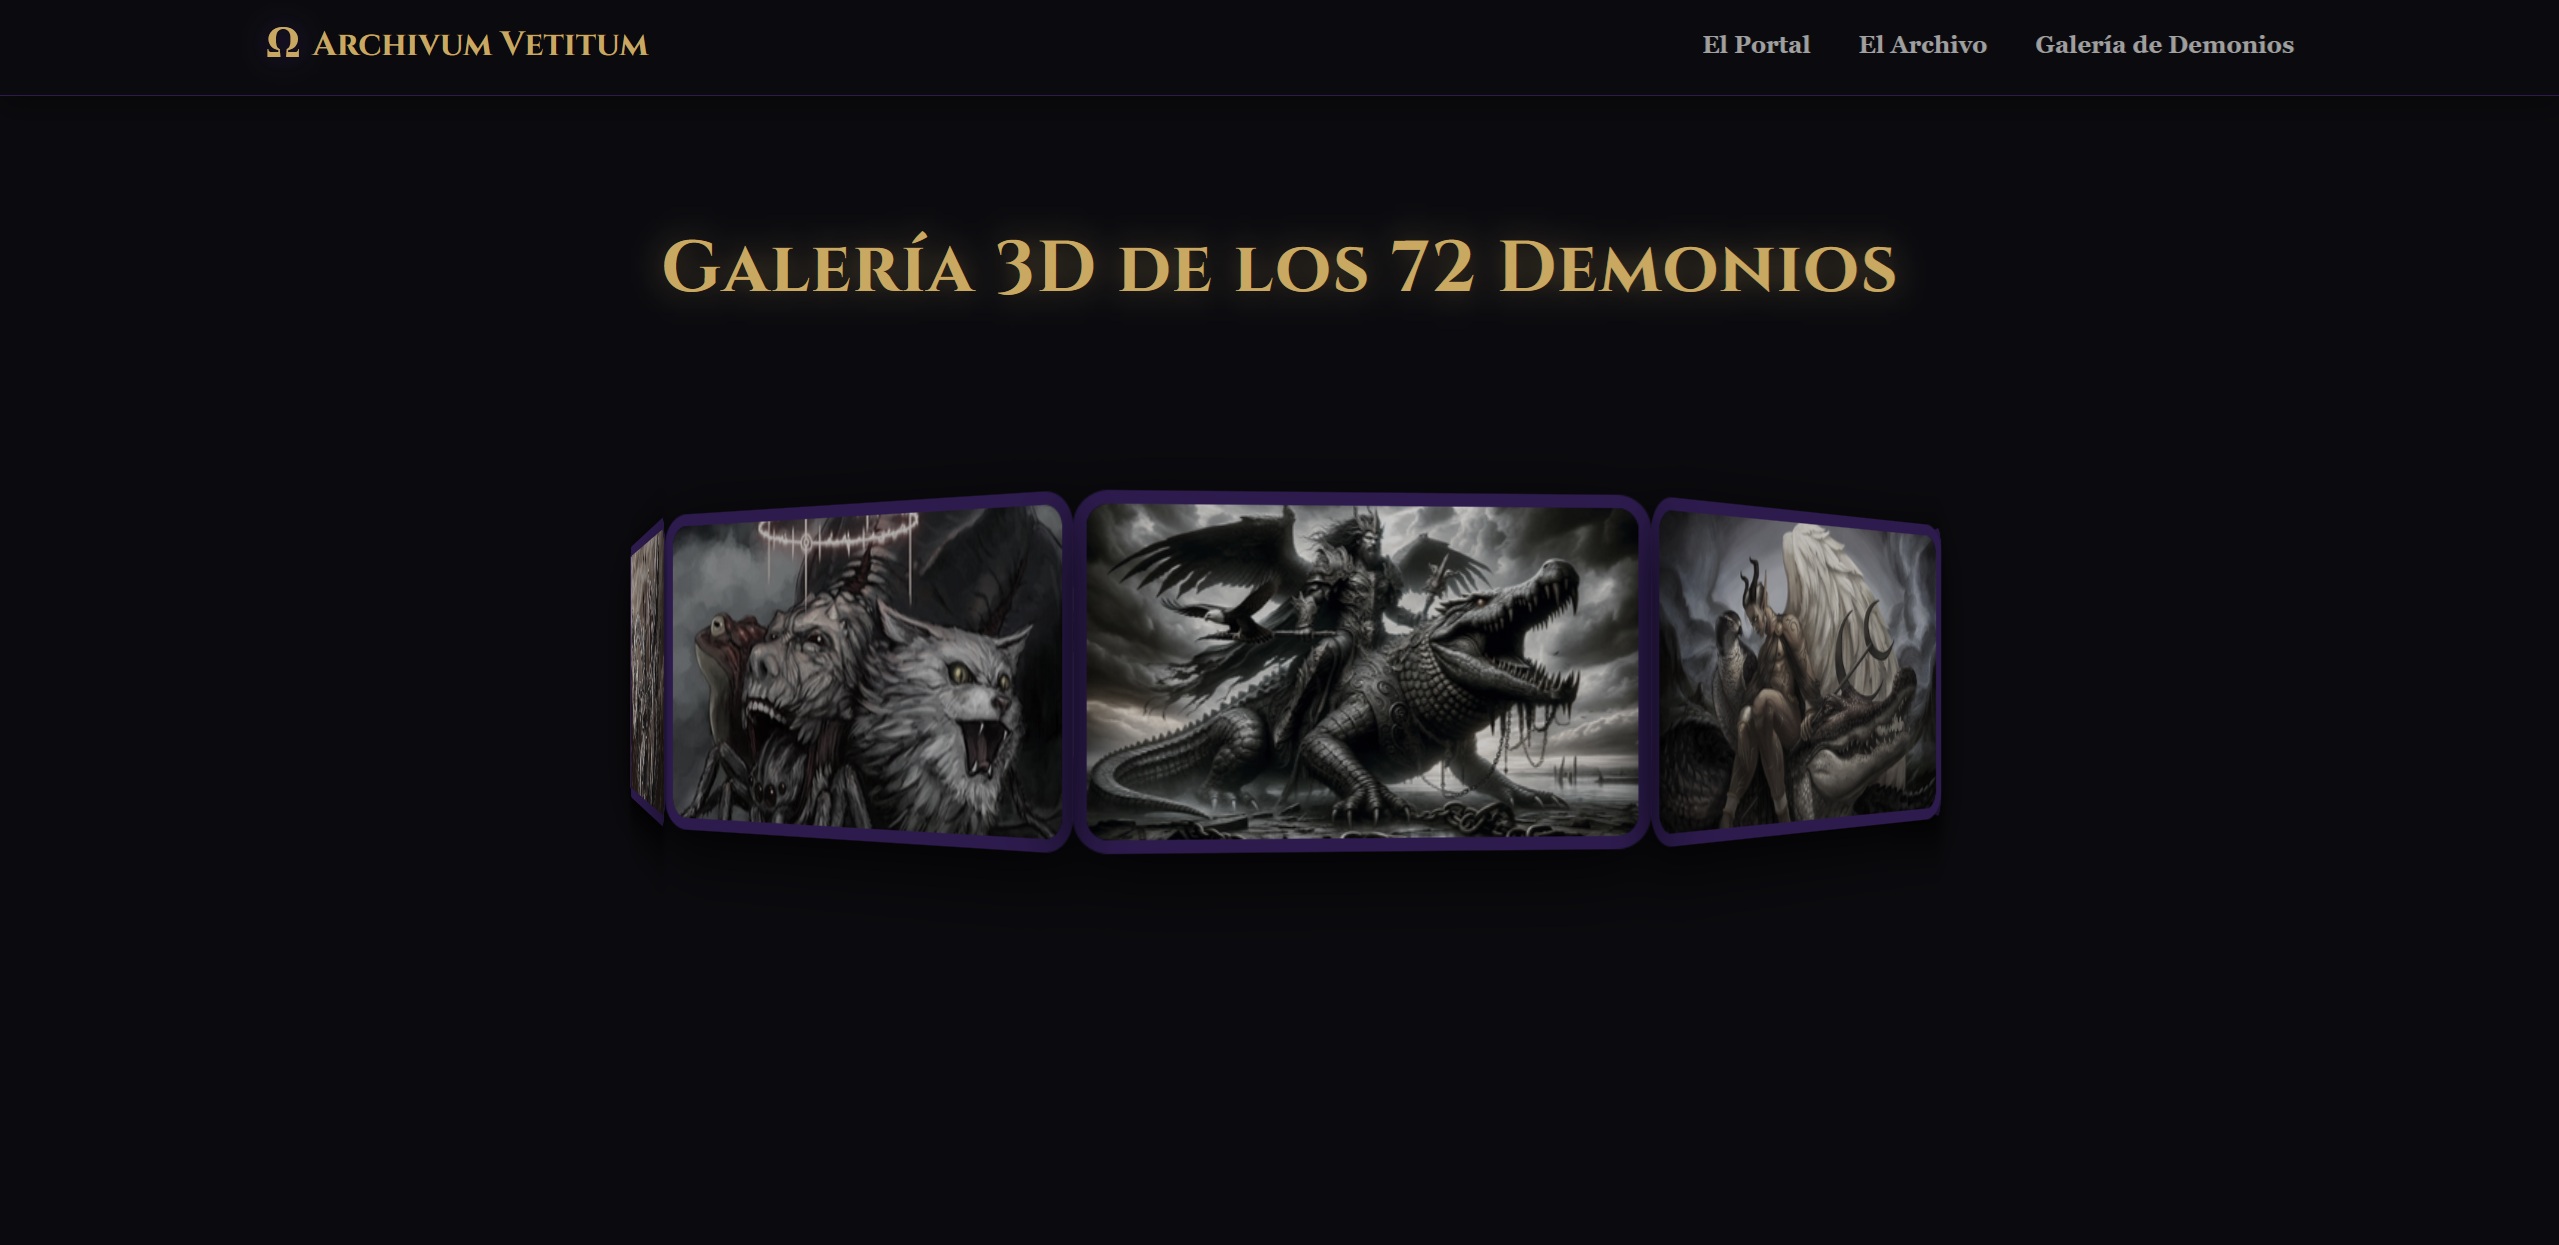 Ω Archivum Vetitum
El Portal El Archivo Galería de Demonios
Galería 3D de los 72 Demonios